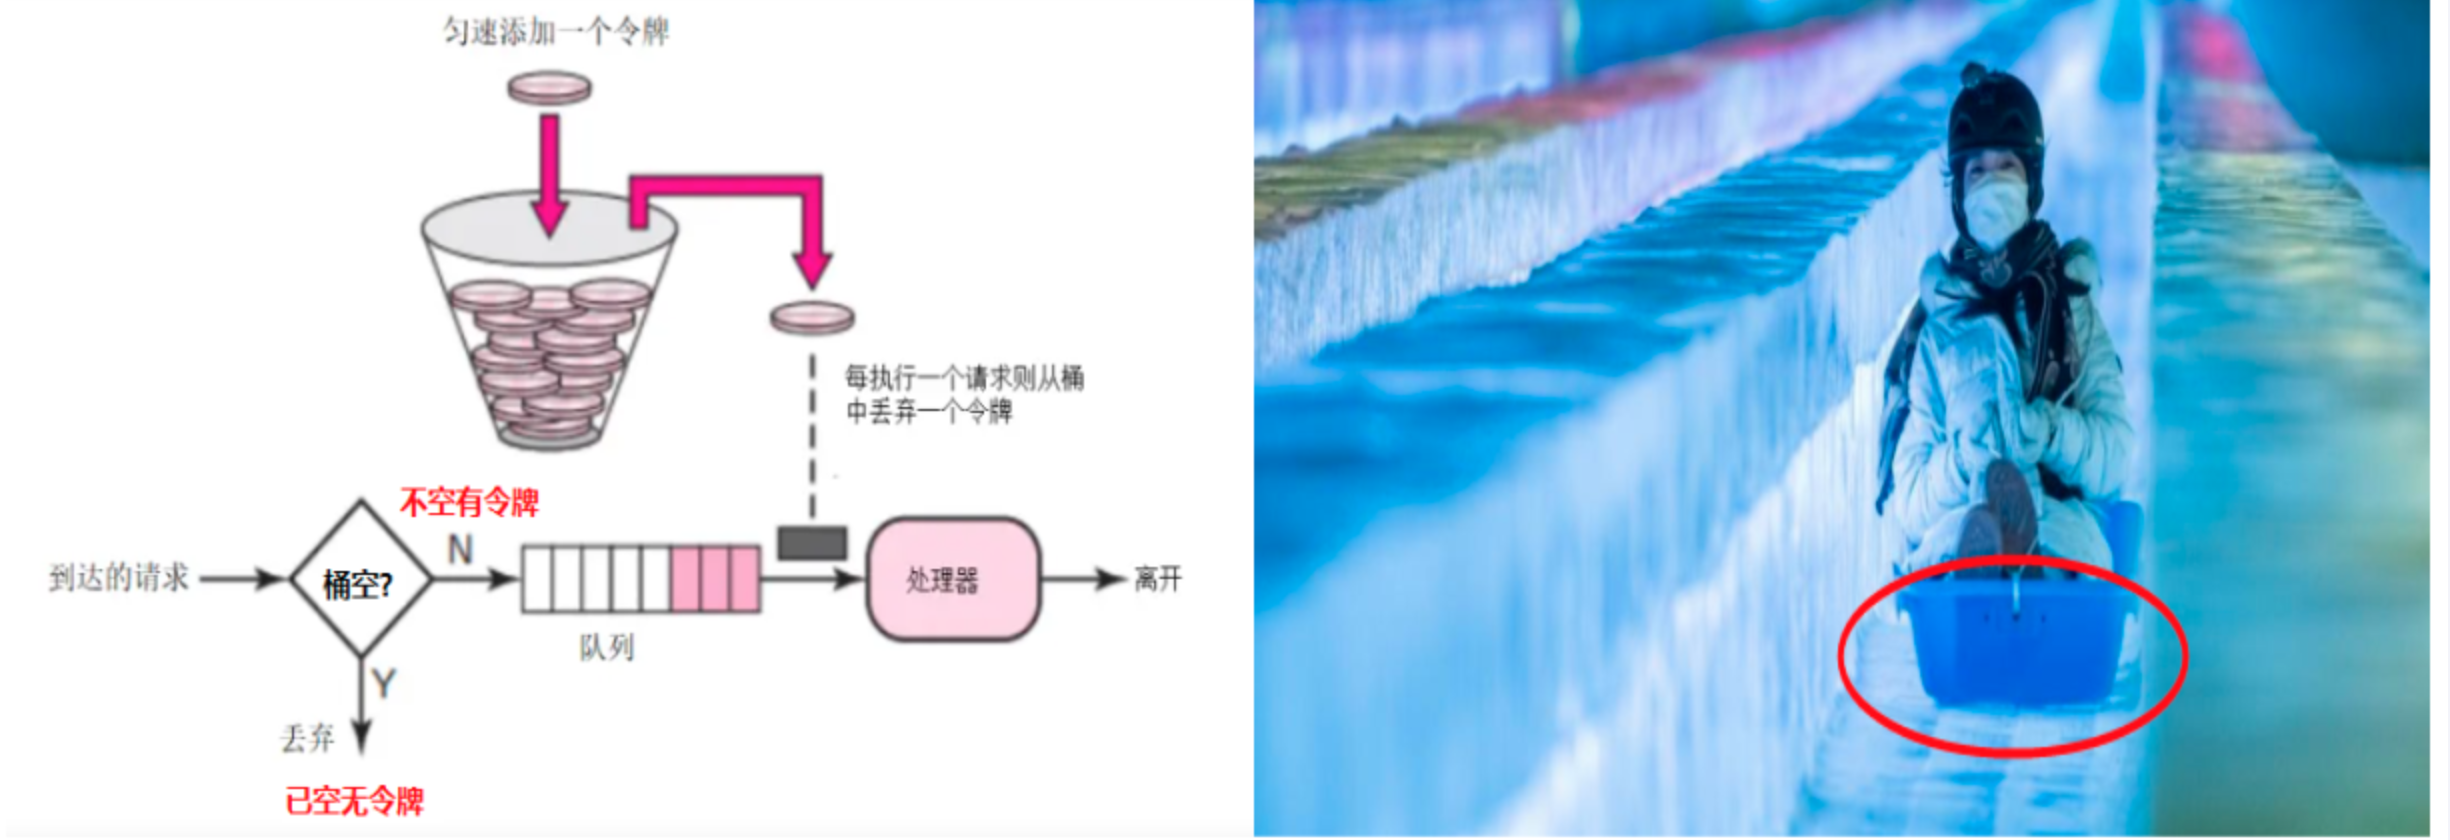 匀速添加一个令牌
每执行一个请求则从桶
中丢弃一个令牌
不空有令牌
N
到达的请求
桶空?
处理器
离开
队列
Y
丢弃
已空无令牌